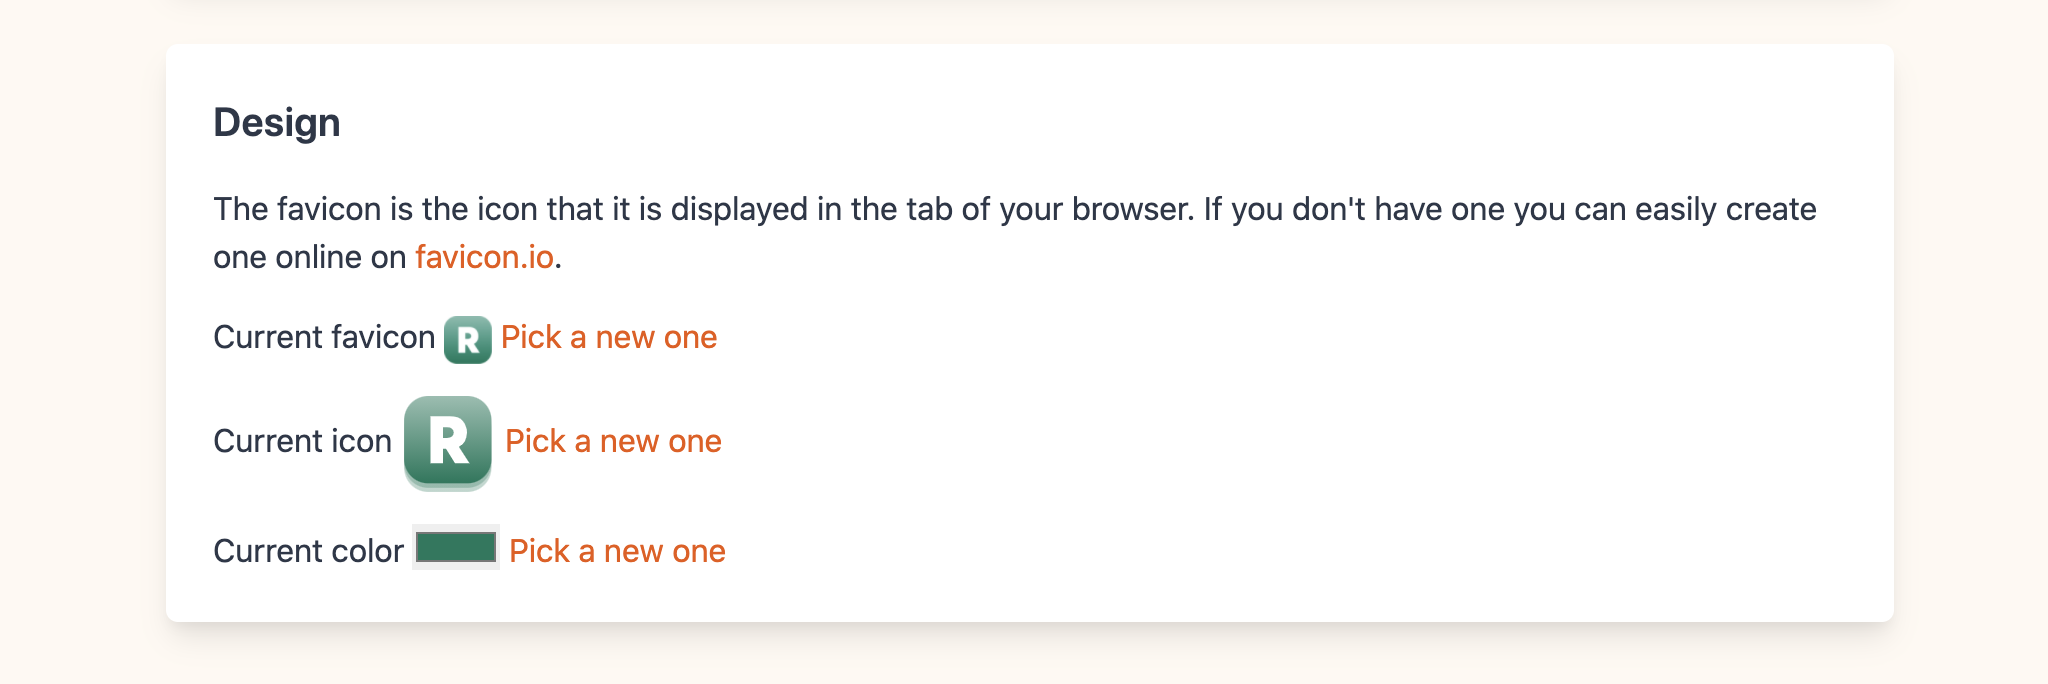 Design
The favicon is the icon that it is displayed in the tab of your browser. If you don't have one you can easily create
one online on favicon.io.
Current favicon R Pick a new one
Current icon R Pick a new one
Current color Pick a new one